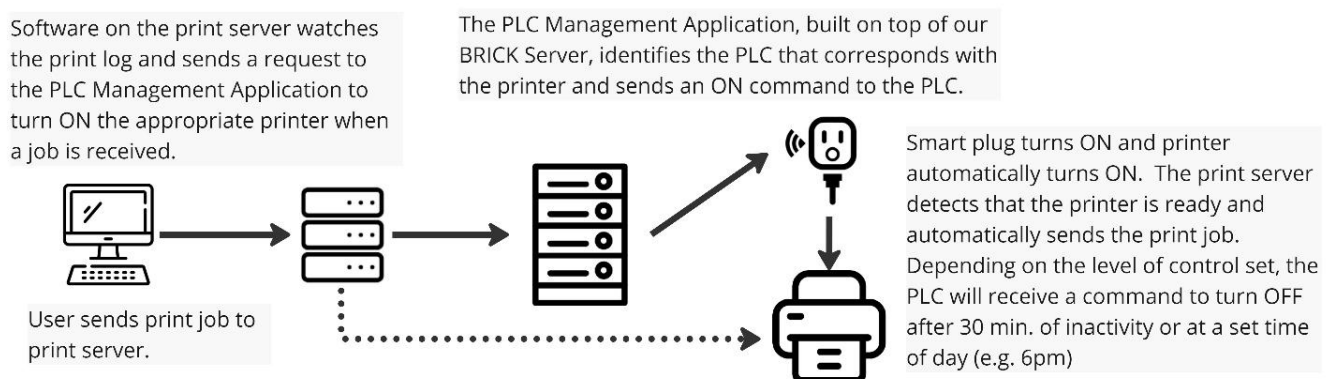 Software on the print server watches
the print log and sends a request to
the PLC Management Application to
turn ON the appropriate printer when
a job is received.
The PLC Management Application, built on top of our
BRICK Server, identifies the PLC that corresponds with
the printer and sends an ON command to the PLC.
Smart plug turns ON and printer
automatically turns ON.  The print server
detects that the printer is ready and
automatically sends the print job.
Depending on the level of control set, the
PLC will receive a command to turn OFF
after 30 min. of inactivity or at a set time
of day (e.g. 6pm)
User sends print job to
print server.